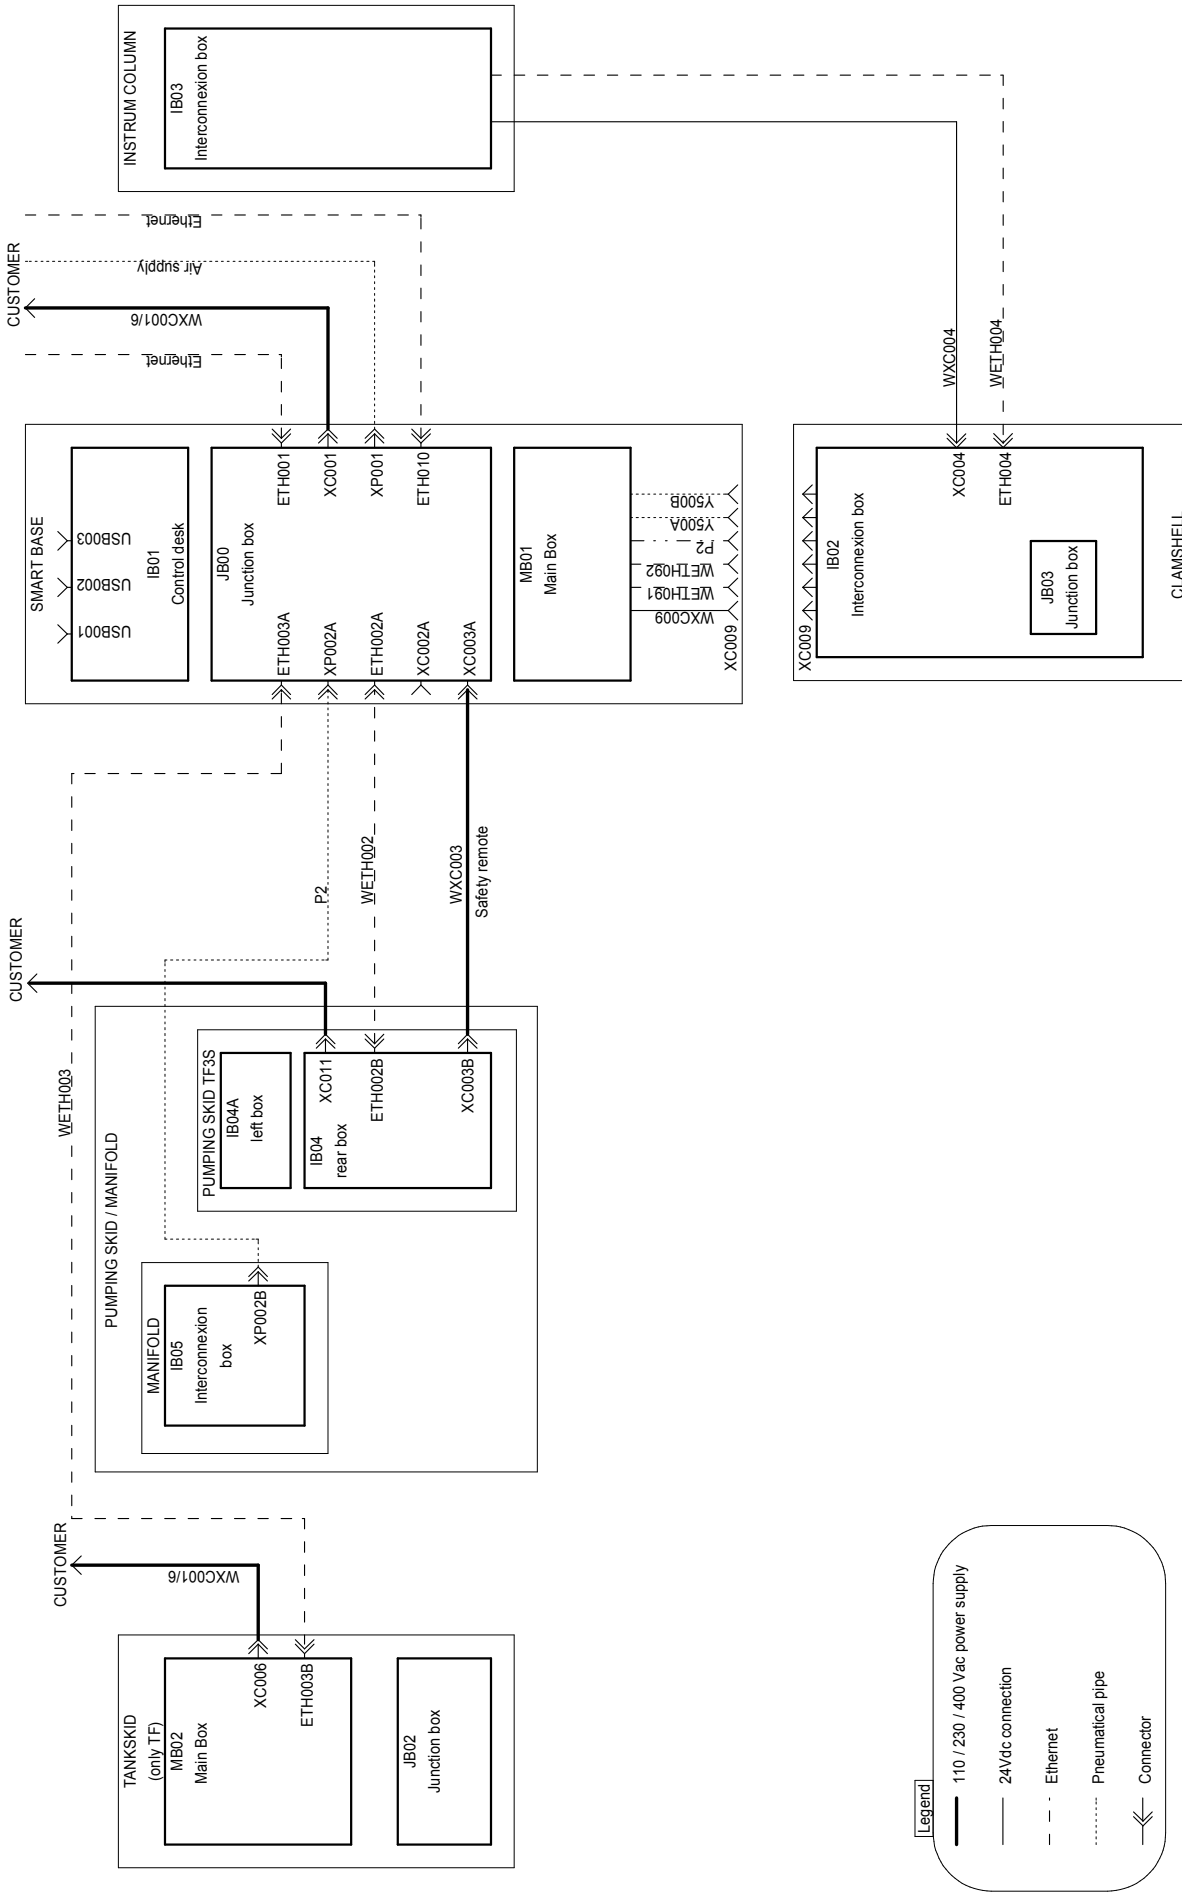 TANKSKID
(only TF)
MB02
Main Box
XC006
ETH003B
JB02
Junction box
CUSTOMER
WXC001/6
WETH003
PUMPING SKID / MANIFOLD
MANIFOLD
IB05
Interconnexion
box
XP002B
PUMPING SKID TF3S
IB04A
left box
IB04
rear box
XC011
ETH002B
XC003B
CUSTOMER
P2
WETH002
WXC003
Safety remote
SMART BASE
USB001
USB002
USB003
IB01
Control desk
JB00
Junction box
ETH003A
XP002A
ETH002A
XC002A
XC003A
ETH001
XC001
XP001
ETH010
MB01
Main Box
XC009
WXC009
WETH091
WETH092
P2
Y500A
Y500B
CUSTOMER
Ethernet
WXC001/6
Air supply
Ethernet
INSTRUM COLUMN
IB03
Interconnexion box
WXC004
WETH004
CLAMSHELL
XC009
IB02
Interconnexion box
XC004
ETH004
JB03
Junction box
Legend
110 / 230 / 400 Vac power supply
24Vdc connection
Ethernet
Pneumatical pipe
Connector